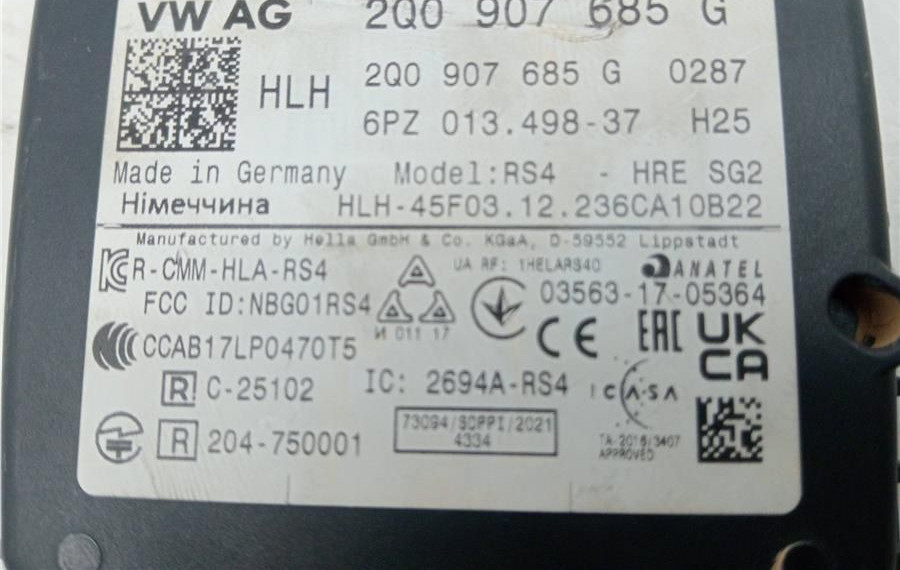 VW AG 2Q0 907 685 G
HLH 2Q0 907 685 G 0287
6PZ 013.498-37 H25
Made in Germany Model:RS4 - HRE SG2
Німеччина HLH-45F03.12.236CA10B22
Manufactured by Hella GmbH & Co. KGaA, D-59552 Lippstadt
R-CMM-HLA-RS4 UA RF: 1HELARS40 ANATEL
FCC ID:NBG01RS4 03563-17-05364
И 011 17
CCAB17LP0470T5 CE EAC UK CA
R C-25102 IC: 2694A-RS4 ICASA
R 204-750001 73094/SDPPI/2021
4334
TA-2016/3407
APPROVED